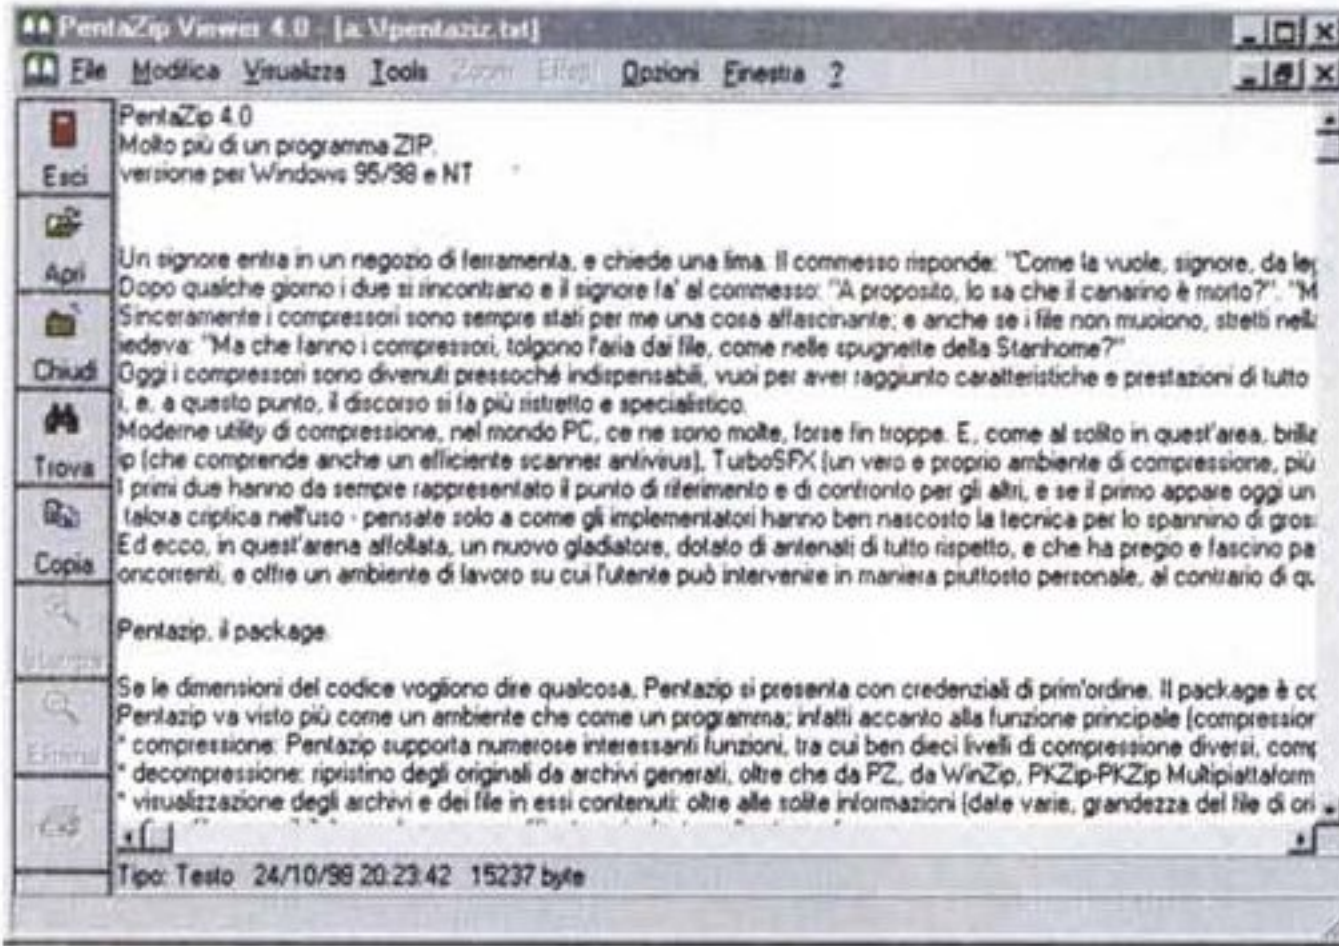 PentaZip Viewer 4.0 - [a:\!pentaziz.txt]
File Modifica Visualizza Tools Zoom Effetti Opzioni Finestra ?
Esci
Apri
Chiudi
Trova
Copia
Elimina
PentaZip 4.0
Molto più di un programma ZIP.
versione per Windows 95/98 e NT
Un signore entra in un negozio di ferramenta, e chiede una lima. Il commesso risponde: "Come la vuole, signore, da leg
Dopo qualche giorno i due si rincontrano e il signore fa' al commesso: "A proposito, lo sa che il canarino è morto?". "M
Sinceramente i compressori sono sempre stati per me una cosa affascinante; e anche se i file non muoiono, stretti nella
iedeva: "Ma che fanno i compressori, tolgono l'aria dai file, come nelle spugnette della Stanhome?"
Oggi i compressori sono divenuti pressoché indispensabili, vuoi per aver raggiunto caratteristiche e prestazioni di tutto
i, e, a questo punto, il discorso si fa più ristretto e specialistico.
Moderne utility di compressione, nel mondo PC, ce ne sono molte, forse fin troppe. E, come al solito in quest'area, brilla
ip (che comprende anche un efficiente scanner antivirus), TurboSFX (un vero e proprio ambiente di compressione, più
I primi due hanno da sempre rappresentato il punto di riferimento e di confronto per gli altri, e se il primo appare oggi un
talora criptica nell'uso - pensate solo a come gli implementatori hanno ben nascosto la tecnica per lo spannino di gros
Ed ecco, in quest'arena affollata, un nuovo gladiatore, dotato di antenati di tutto rispetto, e che ha pregio e fascino pa
oncorrenti, e offre un ambiente di lavoro su cui l'utente può intervenire in maniera piuttosto personale, al contrario di qu
Pentazip, il package.
Se le dimensioni del codice vogliono dire qualcosa, Pentazip si presenta con credenziali di prim'ordine. Il package è co
Pentazip va visto più come un ambiente che come un programma; infatti accanto alla funzione principale (compression
* compressione: Pentazip supporta numerose interessanti funzioni, tra cui ben dieci livelli di compressione diversi, comp
* decompressione: ripristino degli originali da archivi generati, oltre che da PZ, da WinZip, PKZip-PKZip Multipiattaform
* visualizzazione degli archivi e dei file in essi contenuti: oltre alle solite informazioni (date varie, grandezza del file di ori
Tipo: Testo 24/10/98 20:23:42 15237 byte